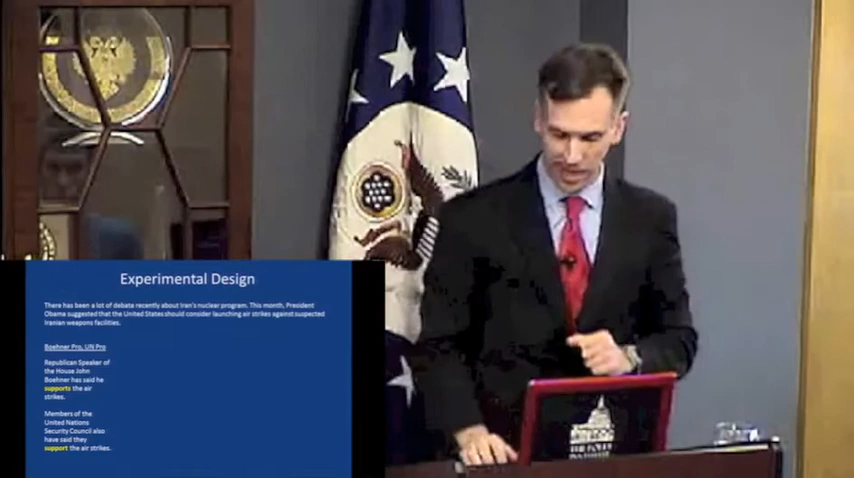 Experimental Design
There has been a lot of debate recently about Iran's nuclear program. This month, President
Obama suggested that the United States should consider launching air strikes against suspected
Iranian weapons facilities.
Boehner Pro, UN Pro
Republican Speaker of
the House John
Boehner has said he
supports the air
strikes.
Members of the
United Nations
Security Council also
have said they
support the air strikes.